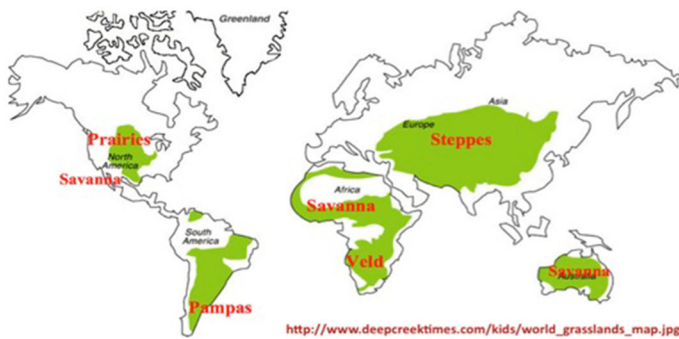 Greenland
Asia
Europe
Prairies
Steppes
North
America
Savanna
Africa
Savanna
South
America
Veld
Savanna
Australia
Pampas
http://www.deepcreektimes.com/kids/world_grasslands_map.jpg